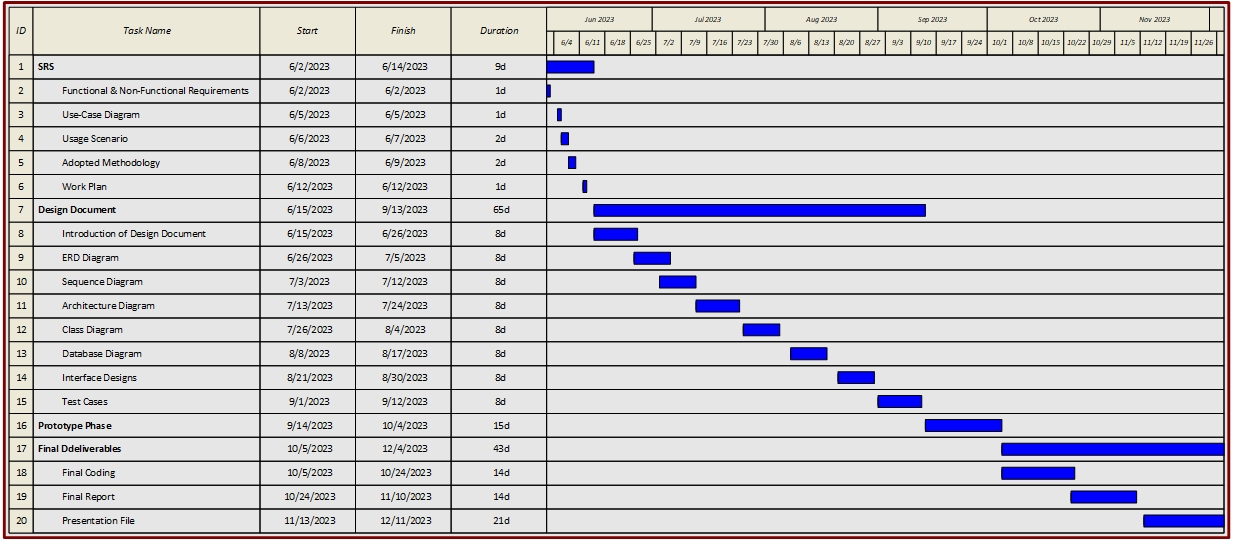 ID Task Name Start Finish Duration Jun 2023 Jul 2023 Aug 2023 Sep 2023 Oct 2023 Nov 2023
6/4 6/11 6/18 6/25 7/2 7/9 7/16 7/23 7/30 8/6 8/13 8/20 8/27 9/3 9/10 9/17 9/24 10/1 10/8 10/15 10/22 10/29 11/5 11/12 11/19 11/26
1 SRS 6/2/2023 6/14/2023 9d
2 Functional & Non-Functional Requirements 6/2/2023 6/2/2023 1d
3 Use-Case Diagram 6/5/2023 6/5/2023 1d
4 Usage Scenario 6/6/2023 6/7/2023 2d
5 Adopted Methodology 6/8/2023 6/9/2023 2d
6 Work Plan 6/12/2023 6/12/2023 1d
7 Design Document 6/15/2023 9/13/2023 65d
8 Introduction of Design Document 6/15/2023 6/26/2023 8d
9 ERD Diagram 6/26/2023 7/5/2023 8d
10 Sequence Diagram 7/3/2023 7/12/2023 8d
11 Architecture Diagram 7/13/2023 7/24/2023 8d
12 Class Diagram 7/26/2023 8/4/2023 8d
13 Database Diagram 8/8/2023 8/17/2023 8d
14 Interface Designs 8/21/2023 8/30/2023 8d
15 Test Cases 9/1/2023 9/12/2023 8d
16 Prototype Phase 9/14/2023 10/4/2023 15d
17 Final Ddeliverables 10/5/2023 12/4/2023 43d
18 Final Coding 10/5/2023 10/24/2023 14d
19 Final Report 10/24/2023 11/10/2023 14d
20 Presentation File 11/13/2023 12/11/2023 21d